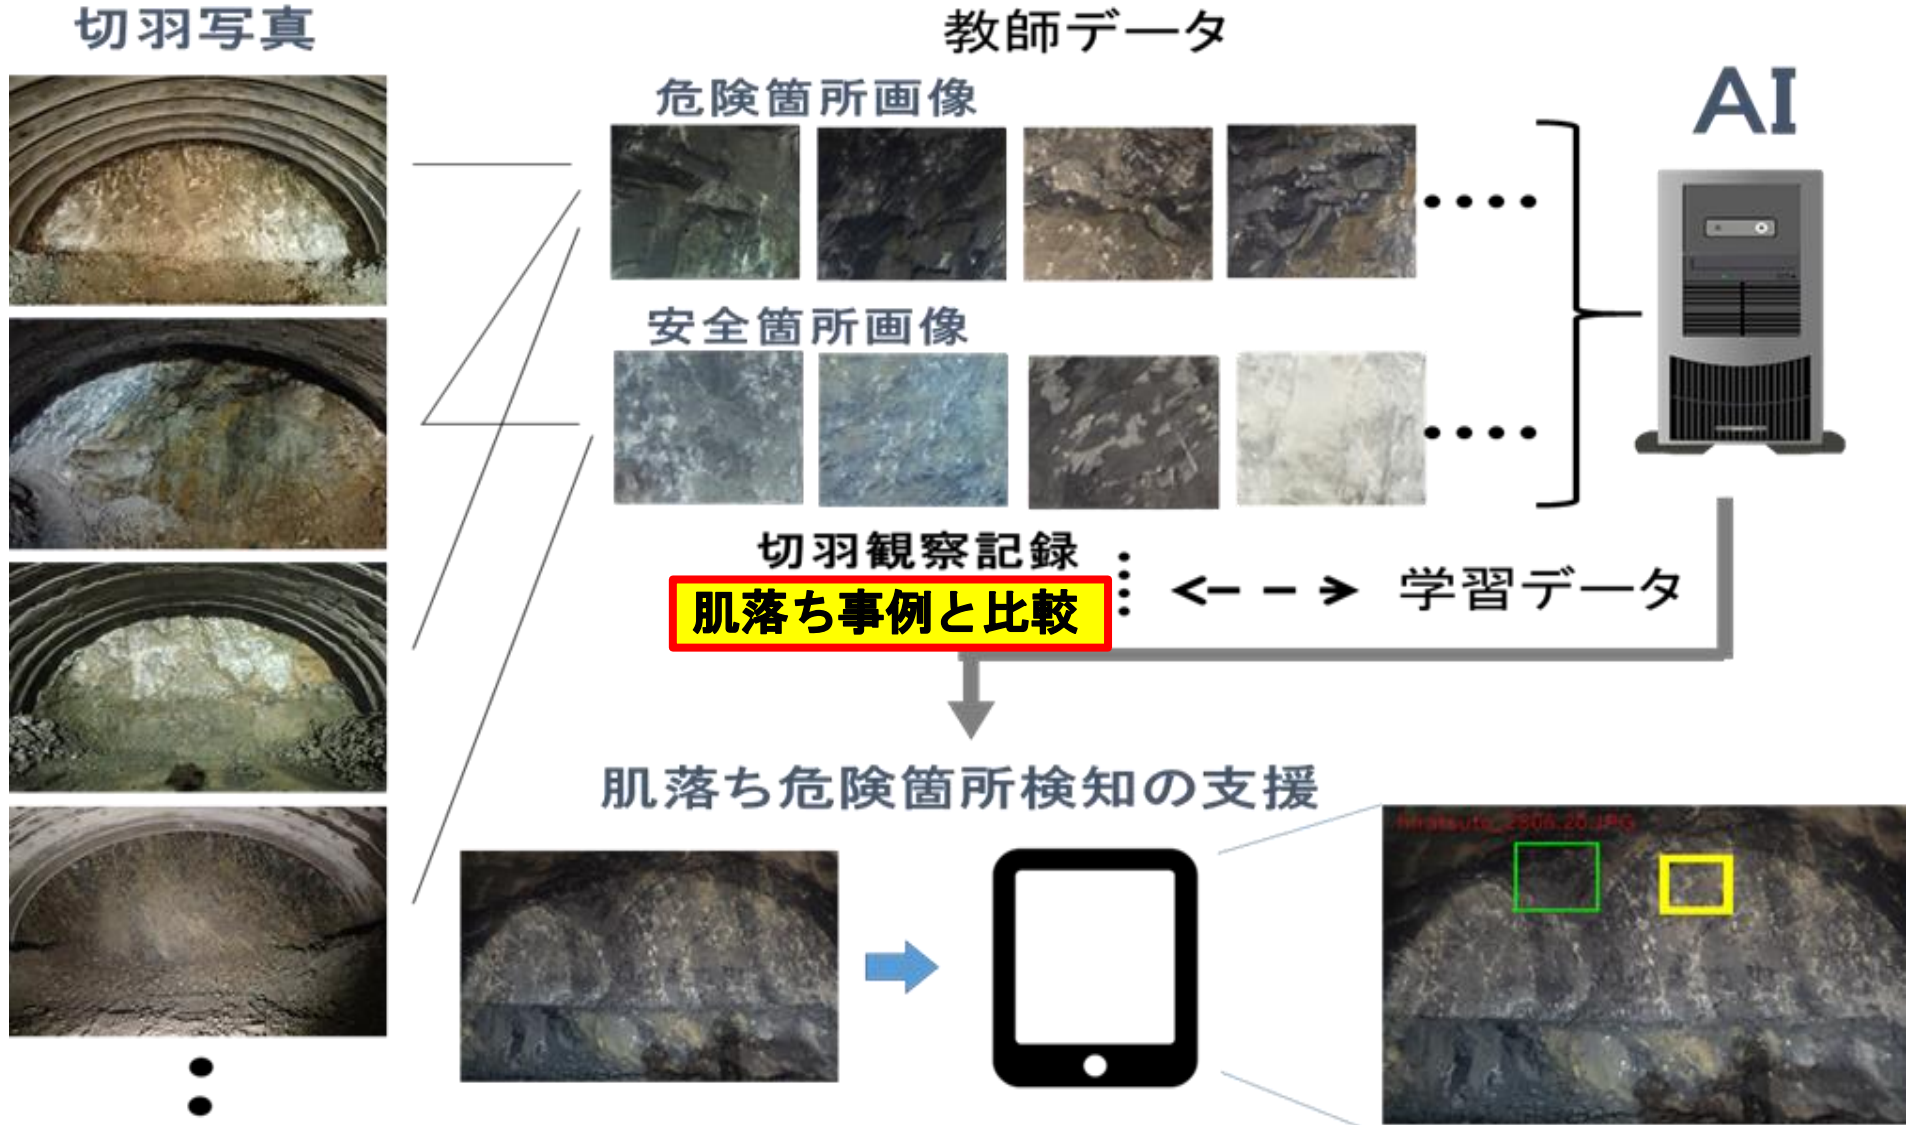 切羽写真
教師データ
危険箇所画像
AI
安全箇所画像
切羽観察記録
肌落ち事例と比較
学習データ
肌落ち危険箇所検知の支援